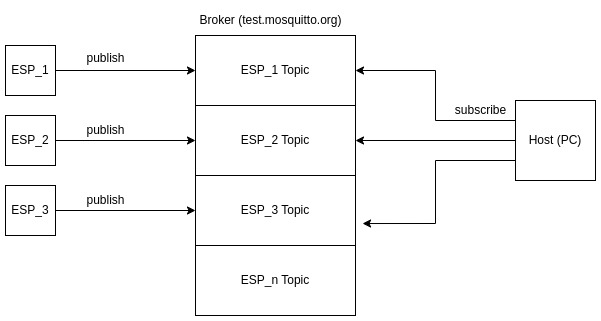 Broker (test.mosquitto.org)
ESP_1
publish
ESP_1 Topic
subscribe
ESP_2
publish
ESP_2 Topic
Host (PC)
ESP_3
publish
ESP_3 Topic
ESP_n Topic